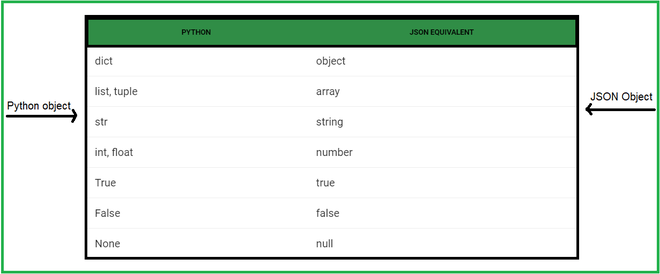 PYTHON JSON EQUIVALENT
dict object
list, tuple array
Python object
JSON Object
str string
int, float number
True true
False false
None null